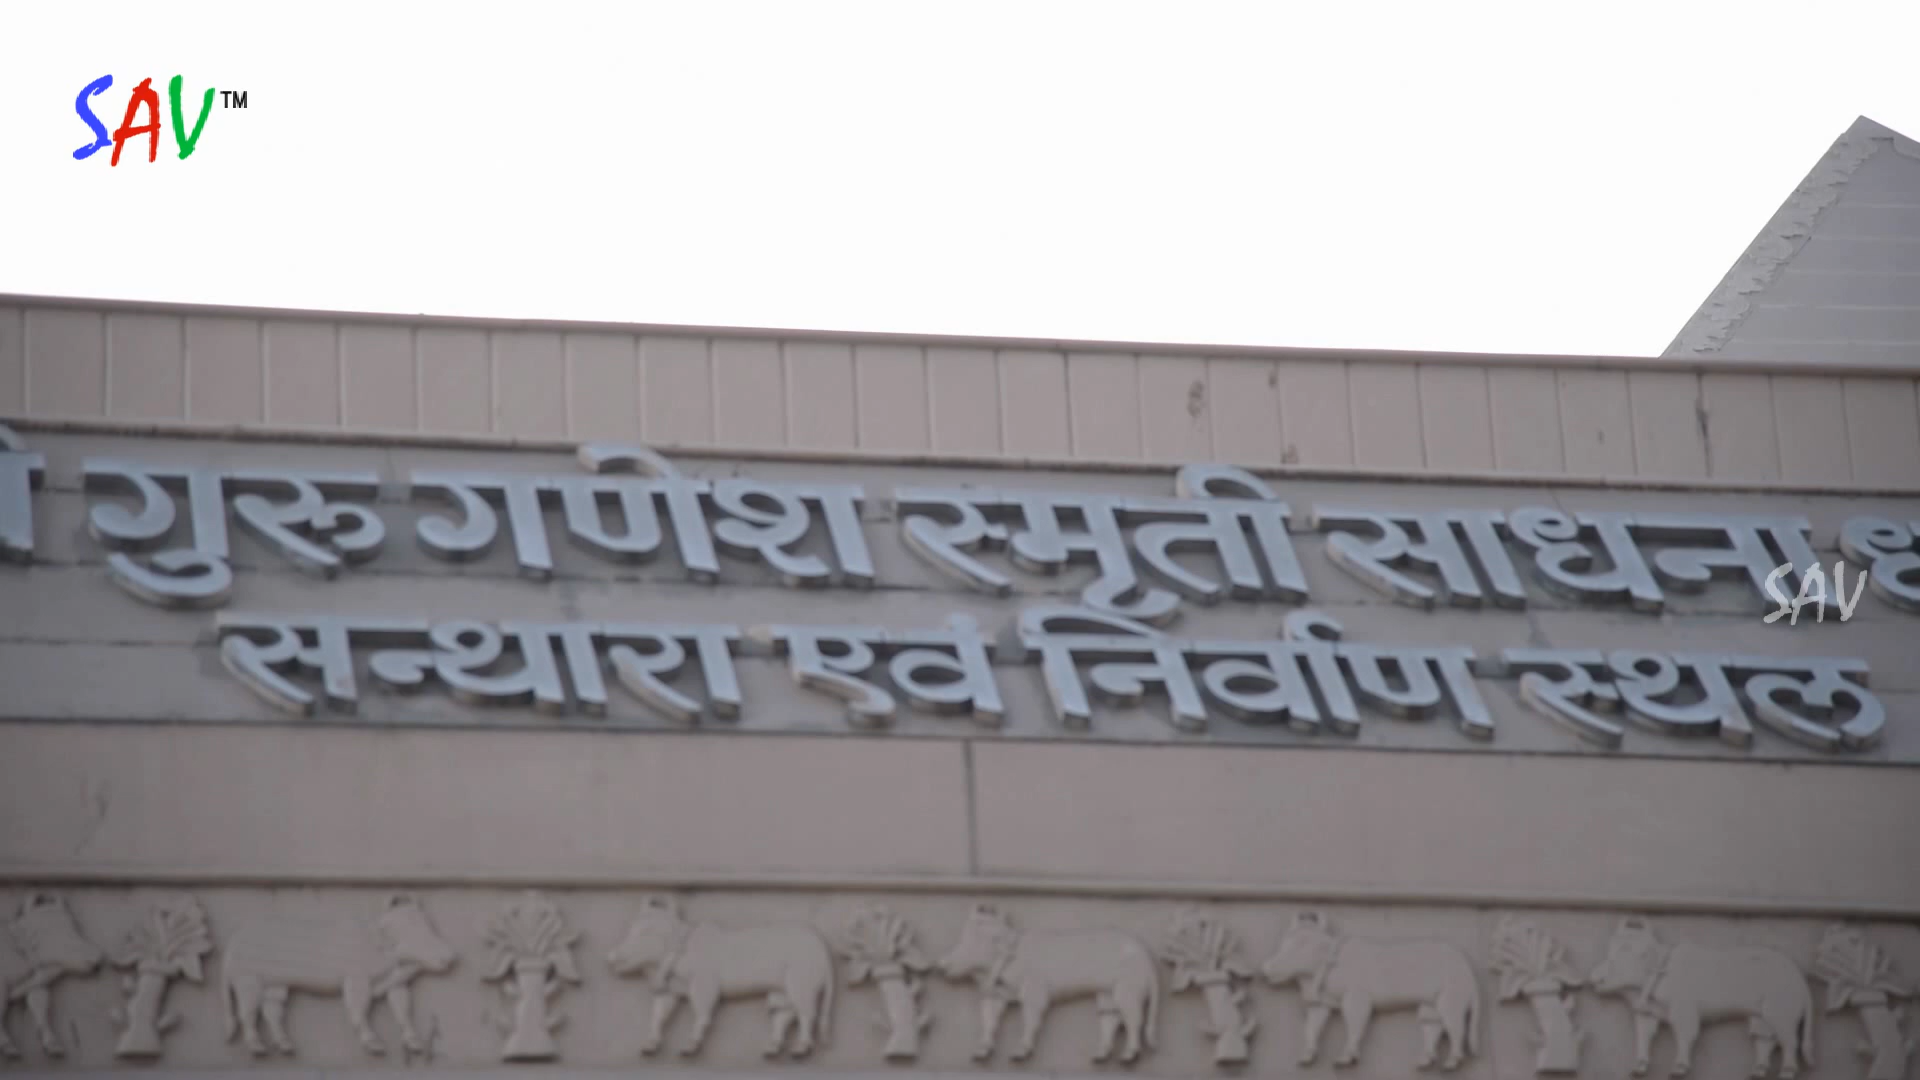 SAV™
गुरू गणेश स्मृती साधना
SAV
सन्थारा एवं निर्वाण स्थल